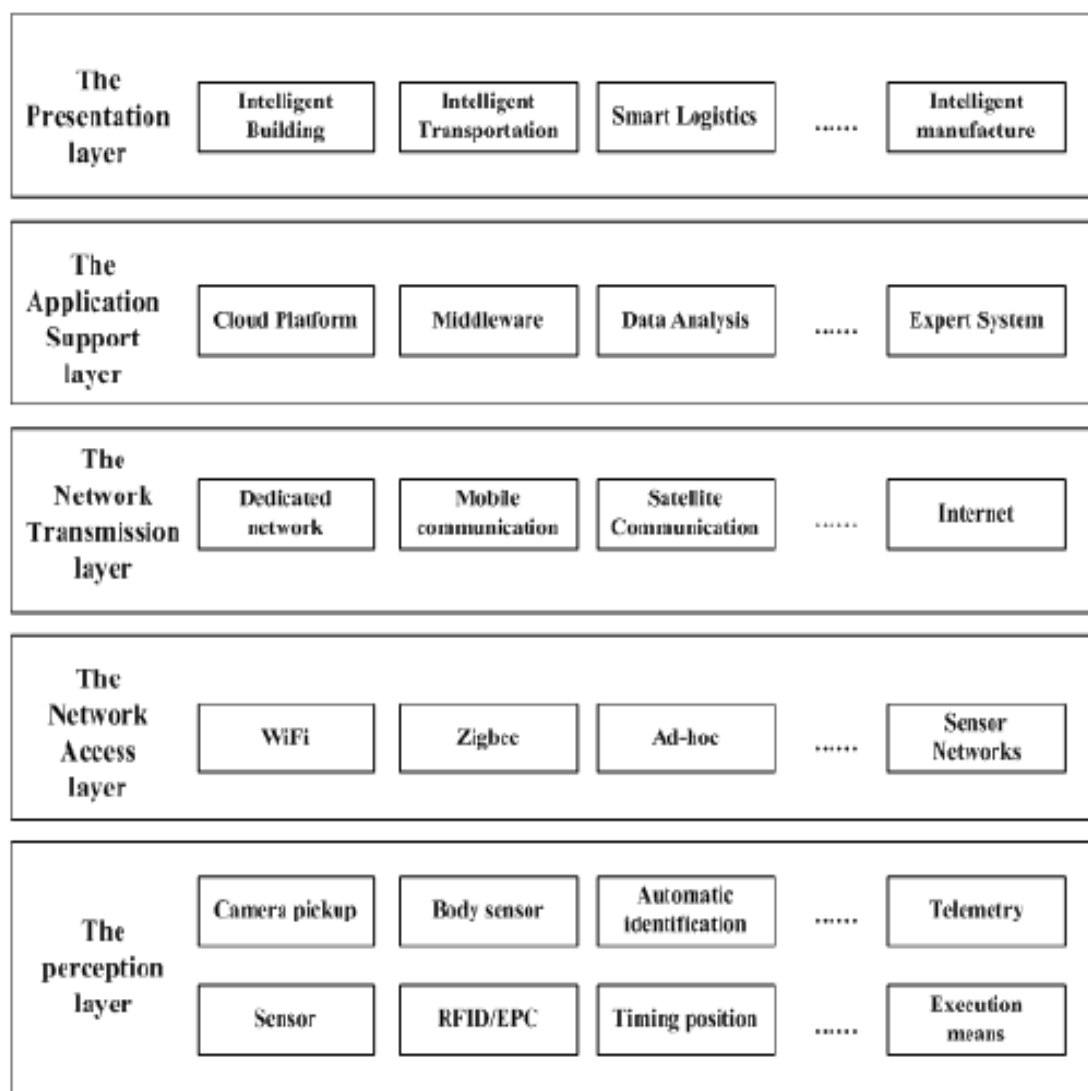 The
Presentation
layer
Intelligent
Building
Intelligent
Transportation
Smart Logistics
......
Intelligent
manufacture
The
Application
Support
layer
Cloud Platform
Middleware
Data Analysis
......
Expert System
The
Network
Transmission
layer
Dedicated
network
Mobile
communication
Satellite
Communication
......
Internet
The
Network
Access
layer
WiFi
Zigbee
Ad-hoc
......
Sensor
Networks
The
perception
layer
Camera pickup
Body sensor
Automatic
identification
......
Telemetry
Sensor
RFID/EPC
Timing position
......
Execution
means